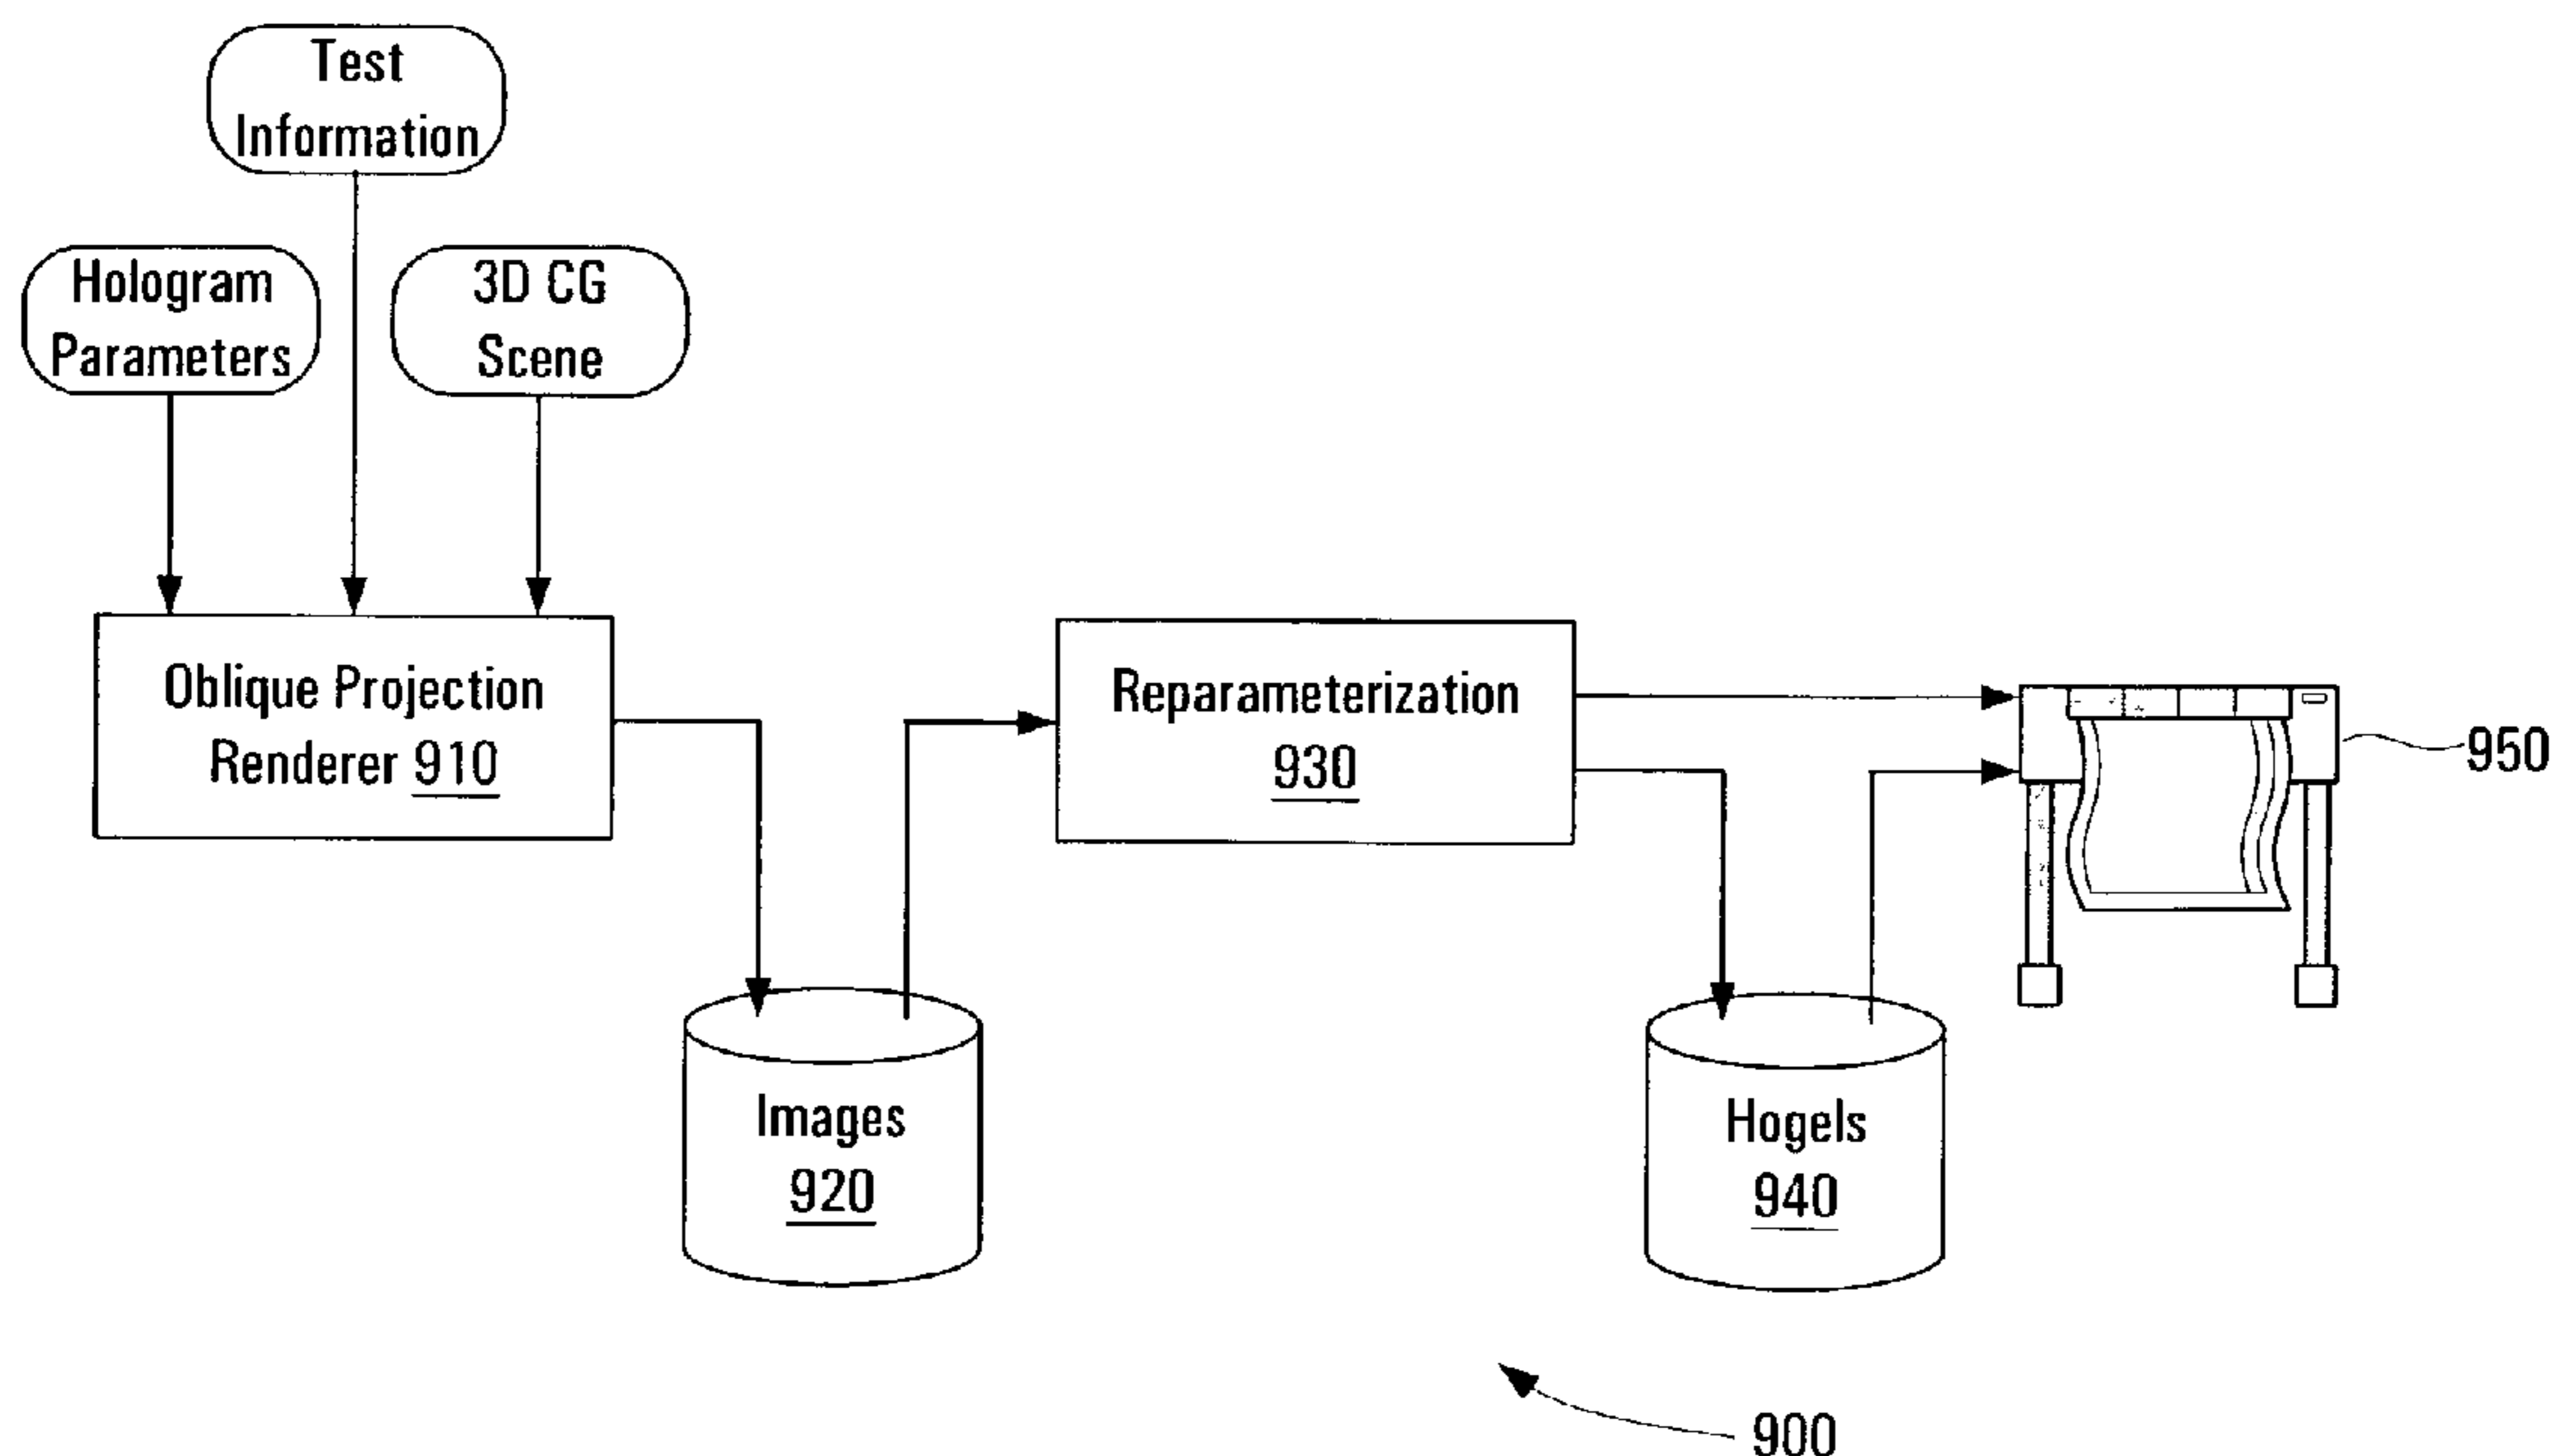 Test
Information
Hologram
Parameters
3D CG
Scene
Oblique Projection
Renderer 910
Reparameterization
930
950
Images
920
Hogels
940
900